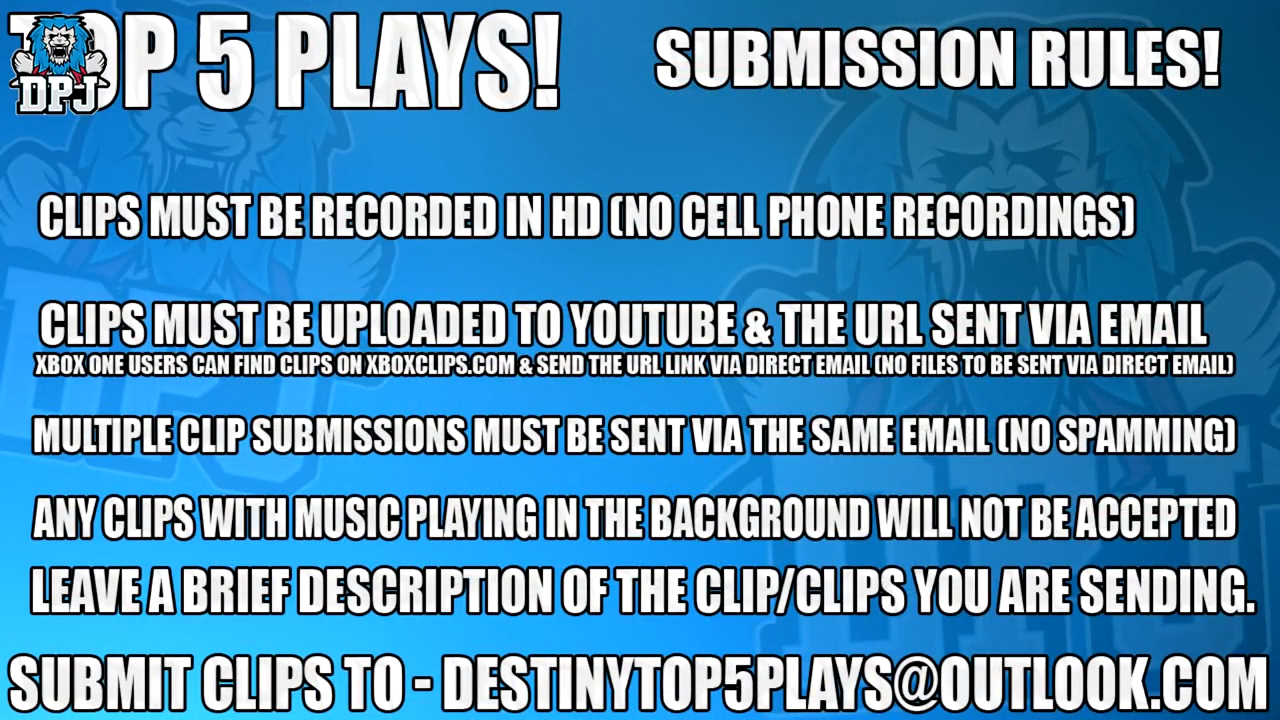 TOP 5 PLAYS!
SUBMISSION RULES!
DPJ
CLIPS MUST BE RECORDED IN HD (NO CELL PHONE RECORDINGS)
CLIPS MUST BE UPLOADED TO YOUTUBE & THE URL SENT VIA EMAIL
XBOX ONE USERS CAN FIND CLIPS ON XBOXCLIPS.COM & SEND THE URL LINK VIA DIRECT EMAIL (NO FILES TO BE SENT VIA DIRECT EMAIL)
MULTIPLE CLIP SUBMISSIONS MUST BE SENT VIA THE SAME EMAIL (NO SPAMMING)
ANY CLIPS WITH MUSIC PLAYING IN THE BACKGROUND WILL NOT BE ACCEPTED
LEAVE A BRIEF DESCRIPTION OF THE CLIP/CLIPS YOU ARE SENDING.
SUBMIT CLIPS TO - DESTINYTOP5PLAYS@OUTLOOK.COM
DPJ
DPJ